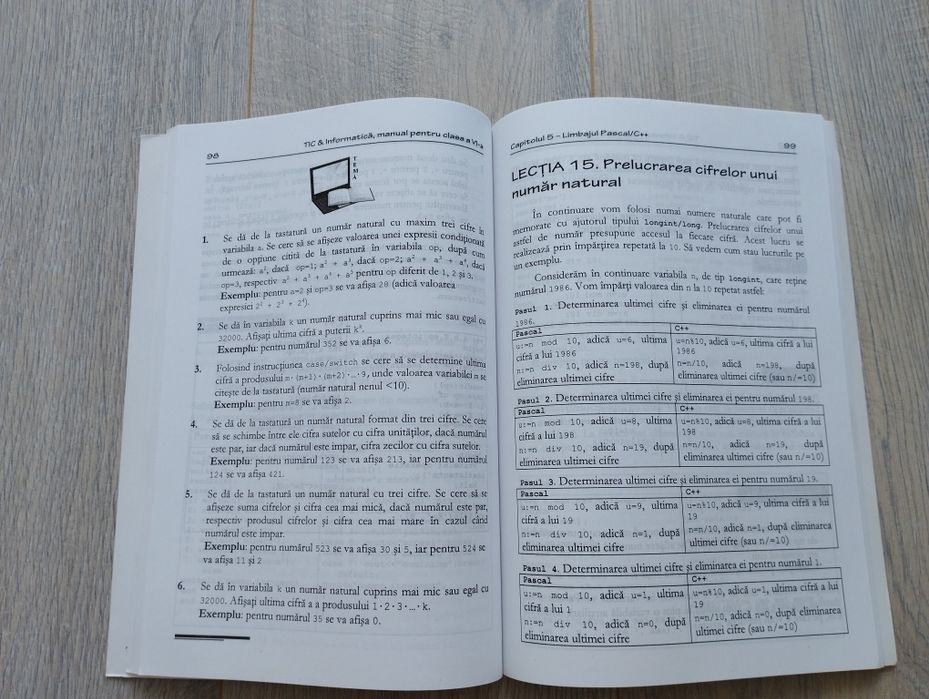 98
TIC & Informatică, manual pentru clasa a VI-a
TEMA
1. Se dă de la tastatură un număr natural cu maxim trei cifre în
variabila a. Se cere să se afișeze valoarea unei expresii condiționată
de o opțiune citită de la tastatură în variabila op, după cum
urmează: a², dacă op=1; a² + a³, dacă op=2; a² + a³ + a⁴, dacă
op=3, respectiv a² + a³ + a⁴ + a⁵ pentru op diferit de 1, 2 și 3.
Exemplu: pentru a=2 și op=3 se va afișa 28 (adică valoarea
expresiei 2² + 2³ + 2⁴).
2. Se dă în variabila k un număr natural cuprins mai mic sau egal cu
32000. Afișați ultima cifră a puterii
Exemplu: pentru numărul 352 se va afișa 6.
3. Folosind instrucțiunea case/switch se cere să se determine ultima
cifră a produsului n·(n+1)·(n+2)·…·9, unde valoarea variabilei n se
citește de la tastatură (număr natural nenul <10).
Exemplu: pentru n=8 se va afișa 2.
4. Se dă de la tastatură un număr natural format din trei cifre. Se cere
să se schimbe între ele cifra sutelor cu cifra unităților, dacă numărul
este par, iar dacă numărul este impar, cifra zecilor cu cifra sutelor.
Exemplu: pentru numărul 123 se va afișa 213, iar pentru numărul
124 se va afișa 421.
5. Se dă de la tastatură un număr natural cu trei cifre. Se cere să se
afișeze suma cifrelor și cifra cea mai mică, dacă numărul este par,
respectiv produsul cifrelor și cifra cea mai mare în cazul când
numărul este impar.
Exemplu: pentru numărul 523 se va afișa 30 și 5, iar pentru 524 se
va afișa 11 și 2
6. Se dă în variabila k un număr natural cuprins mai mic sau egal cu
32000. Afișați ultima cifră a a produsului 1·2·3·…·k.
Exemplu: pentru numărul 35 se va afișa 0.
Capitolul 5 – Limbajul Pascal/C++
99
LECȚIA 15. Prelucrarea cifrelor unui
număr natural
În continuare vom folosi numai numere naturale care pot fi
memorate cu ajutorul tipului longint/long. Prelucrarea cifrelor unui
astfel de număr presupune accesul la fiecare cifră. Acest lucru se
realizează prin împărțirea repetată la 10. Să vedem cum stau lucrurile pe
un exemplu.
Considerăm în continuare variabila n, de tip longint, care reține
numărul 1986. Vom împărți valoarea din n la 10 repetat astfel:
Pasul 1. Determinarea ultimei cifre și eliminarea ei pentru numărul
1986.
Pascal C++
u:=n mod 10, adică u=6, ultima u=n%10, adică u=6, ultima cifră a lui
cifră a lui 1986 1986
n:=n div 10, adică n=198, după n=n/10, adică n=198, după
eliminarea ultimei cifre eliminarea ultimei cifre (sau n/=10)
Pasul 2. Determinarea ultimei cifre și eliminarea ei pentru numărul 198.
Pascal C++
u:=n mod 10, adică u=8, ultima u=n%10, adică u=8, ultima cifră a lui
cifră a lui 198 198
n:=n div 10, adică n=19, după n=n/10, adică n=19, după
eliminarea ultimei cifre eliminarea ultimei cifre (sau n/=10)
Pasul 3. Determinarea ultimei cifre și eliminarea ei pentru numărul 19.
Pascal C++
u:=n mod 10, adică u=9, ultima u=n%10, adică u=9, ultima cifră a lui
cifră a lui 19 19
n:=n div 10, adică n=1, după n=n/10, adică n=1, după eliminarea
eliminarea ultimei cifre ultimei cifre (sau n/=10)
Pasul 4. Determinarea ultimei cifre și eliminarea ei pentru numărul 1.
Pascal C++
u:=n mod 10, adică u=1, ultima u=n%10, adică u=1, ultima cifră a lui
cifră a lui 1 19
n:=n div 10, adică n=0, după n=n/10, adică n=0, după eliminarea
eliminarea ultimei cifre ultimei cifre (sau n/=10)